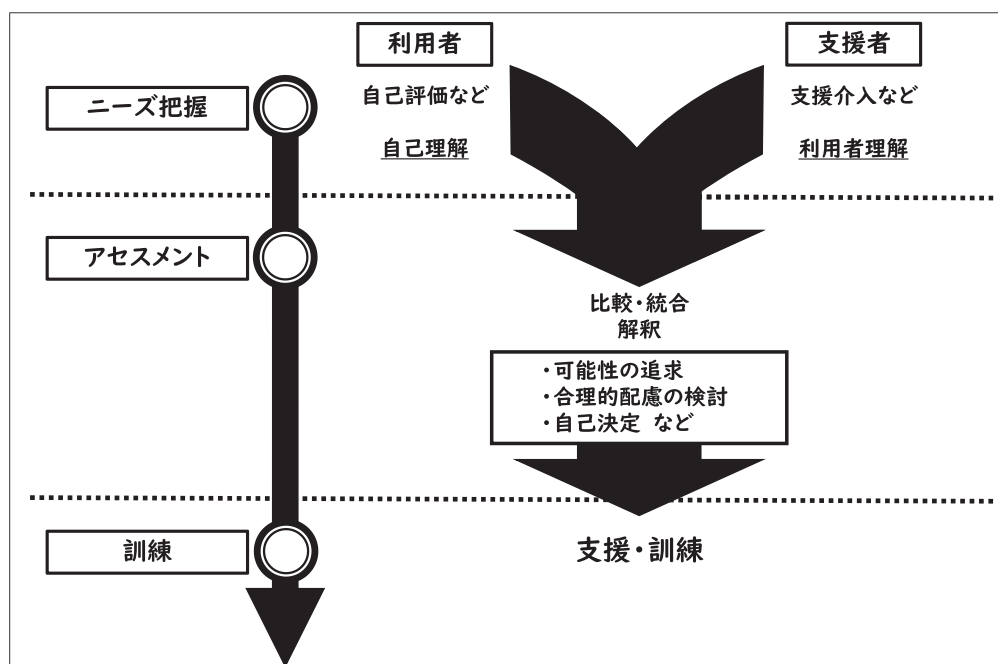 利用者
支援者
ニーズ把握
自己評価など
支援介入など
自己理解
利用者理解
アセスメント
比較・統合
解釈
・可能性の追求
・合理的配慮の検討
・自己決定 など
訓練
支援・訓練